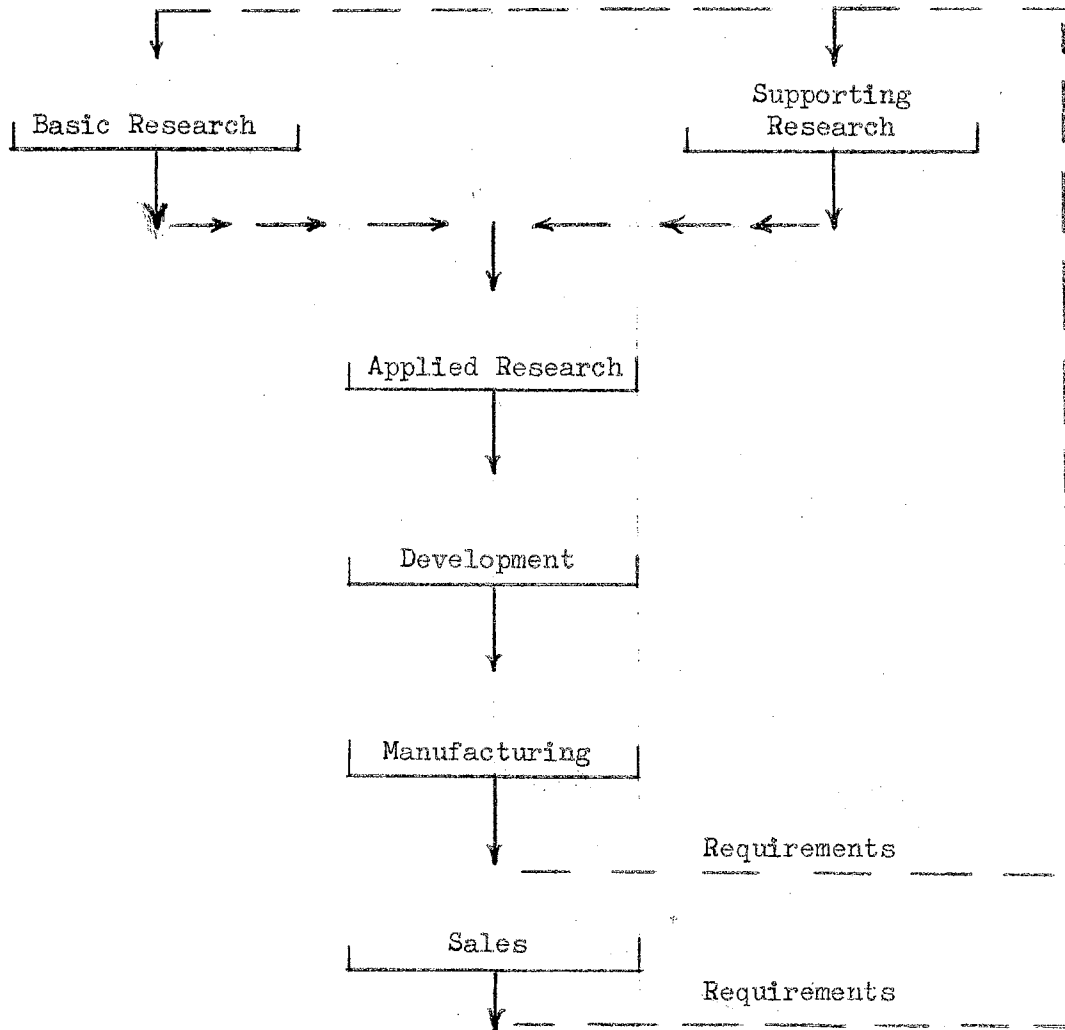 Basic Research
Supporting
Research
Applied Research
Development
Manufacturing
Requirements
Sales
Requirements